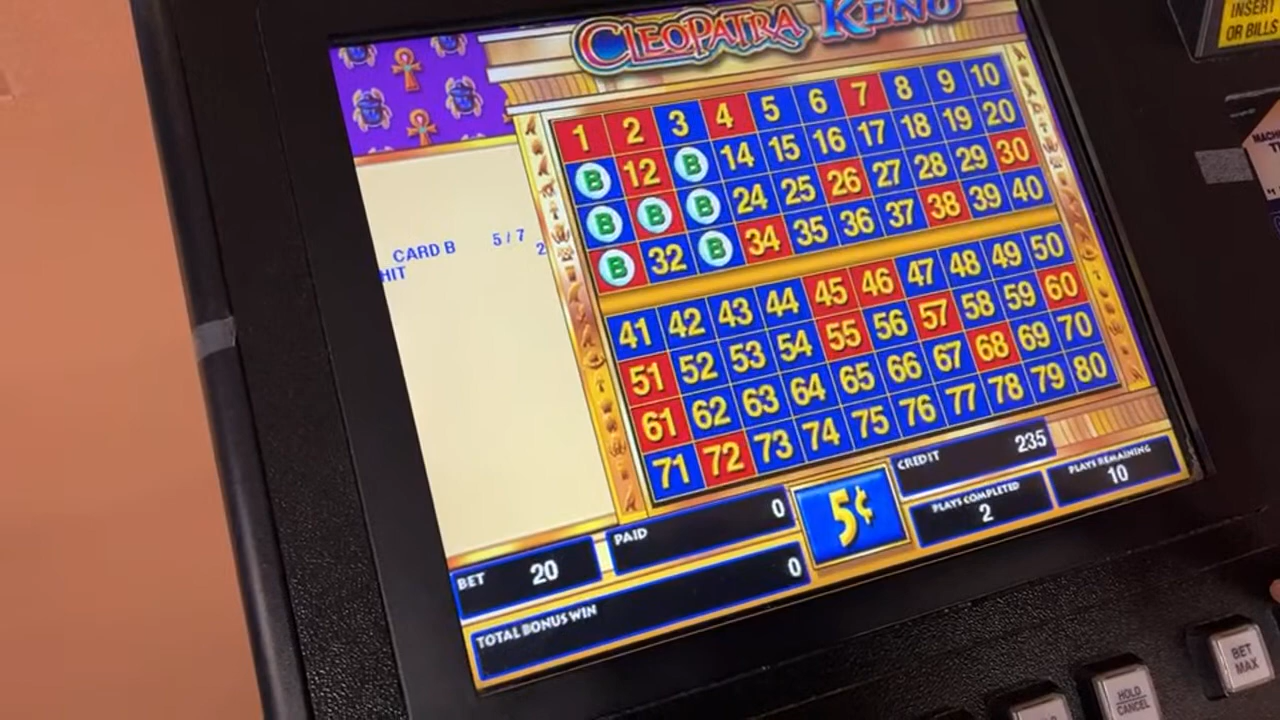 CLEOPATRA KENO
INSERT
OR BILLS
1 2 3 4 5 6 7 8 9 10
B 12 B 14 15 16 17 18 19 20
B B B 24 25 26 27 28 29 30
B 32 B 34 35 36 37 38 39 40
CARD B 5/7
HIT 2
41 42 43 44 45 46 47 48 49 50
51 52 53 54 55 56 57 58 59 60
61 62 63 64 65 66 67 68 69 70
71 72 73 74 75 76 77 78 79 80
CREDIT 235
PAID 0
5¢
PLAYS COMPLETED
2
PLAYS REMAINING
10
BET 20
TOTAL BONUS WIN 0
BET
MAX
HOLD
CANCEL